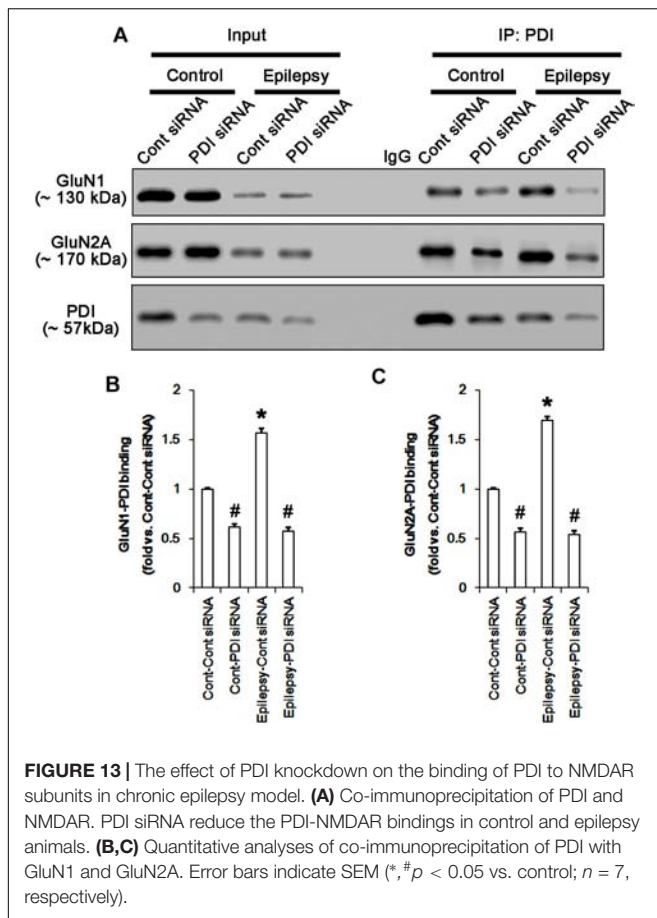 A
Input
IP: PDI
Control
Epilepsy
Control
Epilepsy
Cont siRNA
PDI siRNA
Cont siRNA
PDI siRNA
IgG
Cont siRNA
PDI siRNA
Cont siRNA
PDI siRNA
GluN1
(~ 130 kDa)
GluN2A
(~ 170 kDa)
PDI
(~ 57kDa)
B
GluN1-PDI binding
(fold vs. Cont-Cont siRNA)
2
1.5
1
0.5
0
#
*
#
Cont-Cont siRNA
Cont-PDI siRNA
Epilepsy-Cont siRNA
Epilepsy-PDI siRNA
C
GluN2A-PDI binding
(fold vs. Cont-Cont siRNA)
2
1.5
1
0.5
0
#
*
#
Cont-Cont siRNA
Cont-PDI siRNA
Epilepsy-Cont siRNA
Epilepsy-PDI siRNA
FIGURE 13 | The effect of PDI knockdown on the binding of PDI to NMDAR
subunits in chronic epilepsy model. (A) Co-immunoprecipitation of PDI and
NMDAR. PDI siRNA reduce the PDI-NMDAR bindings in control and epilepsy
animals. (B,C) Quantitative analyses of co-immunoprecipitation of PDI with
GluN1 and GluN2A. Error bars indicate SEM (*,#p < 0.05 vs. control; n = 7,
respectively).